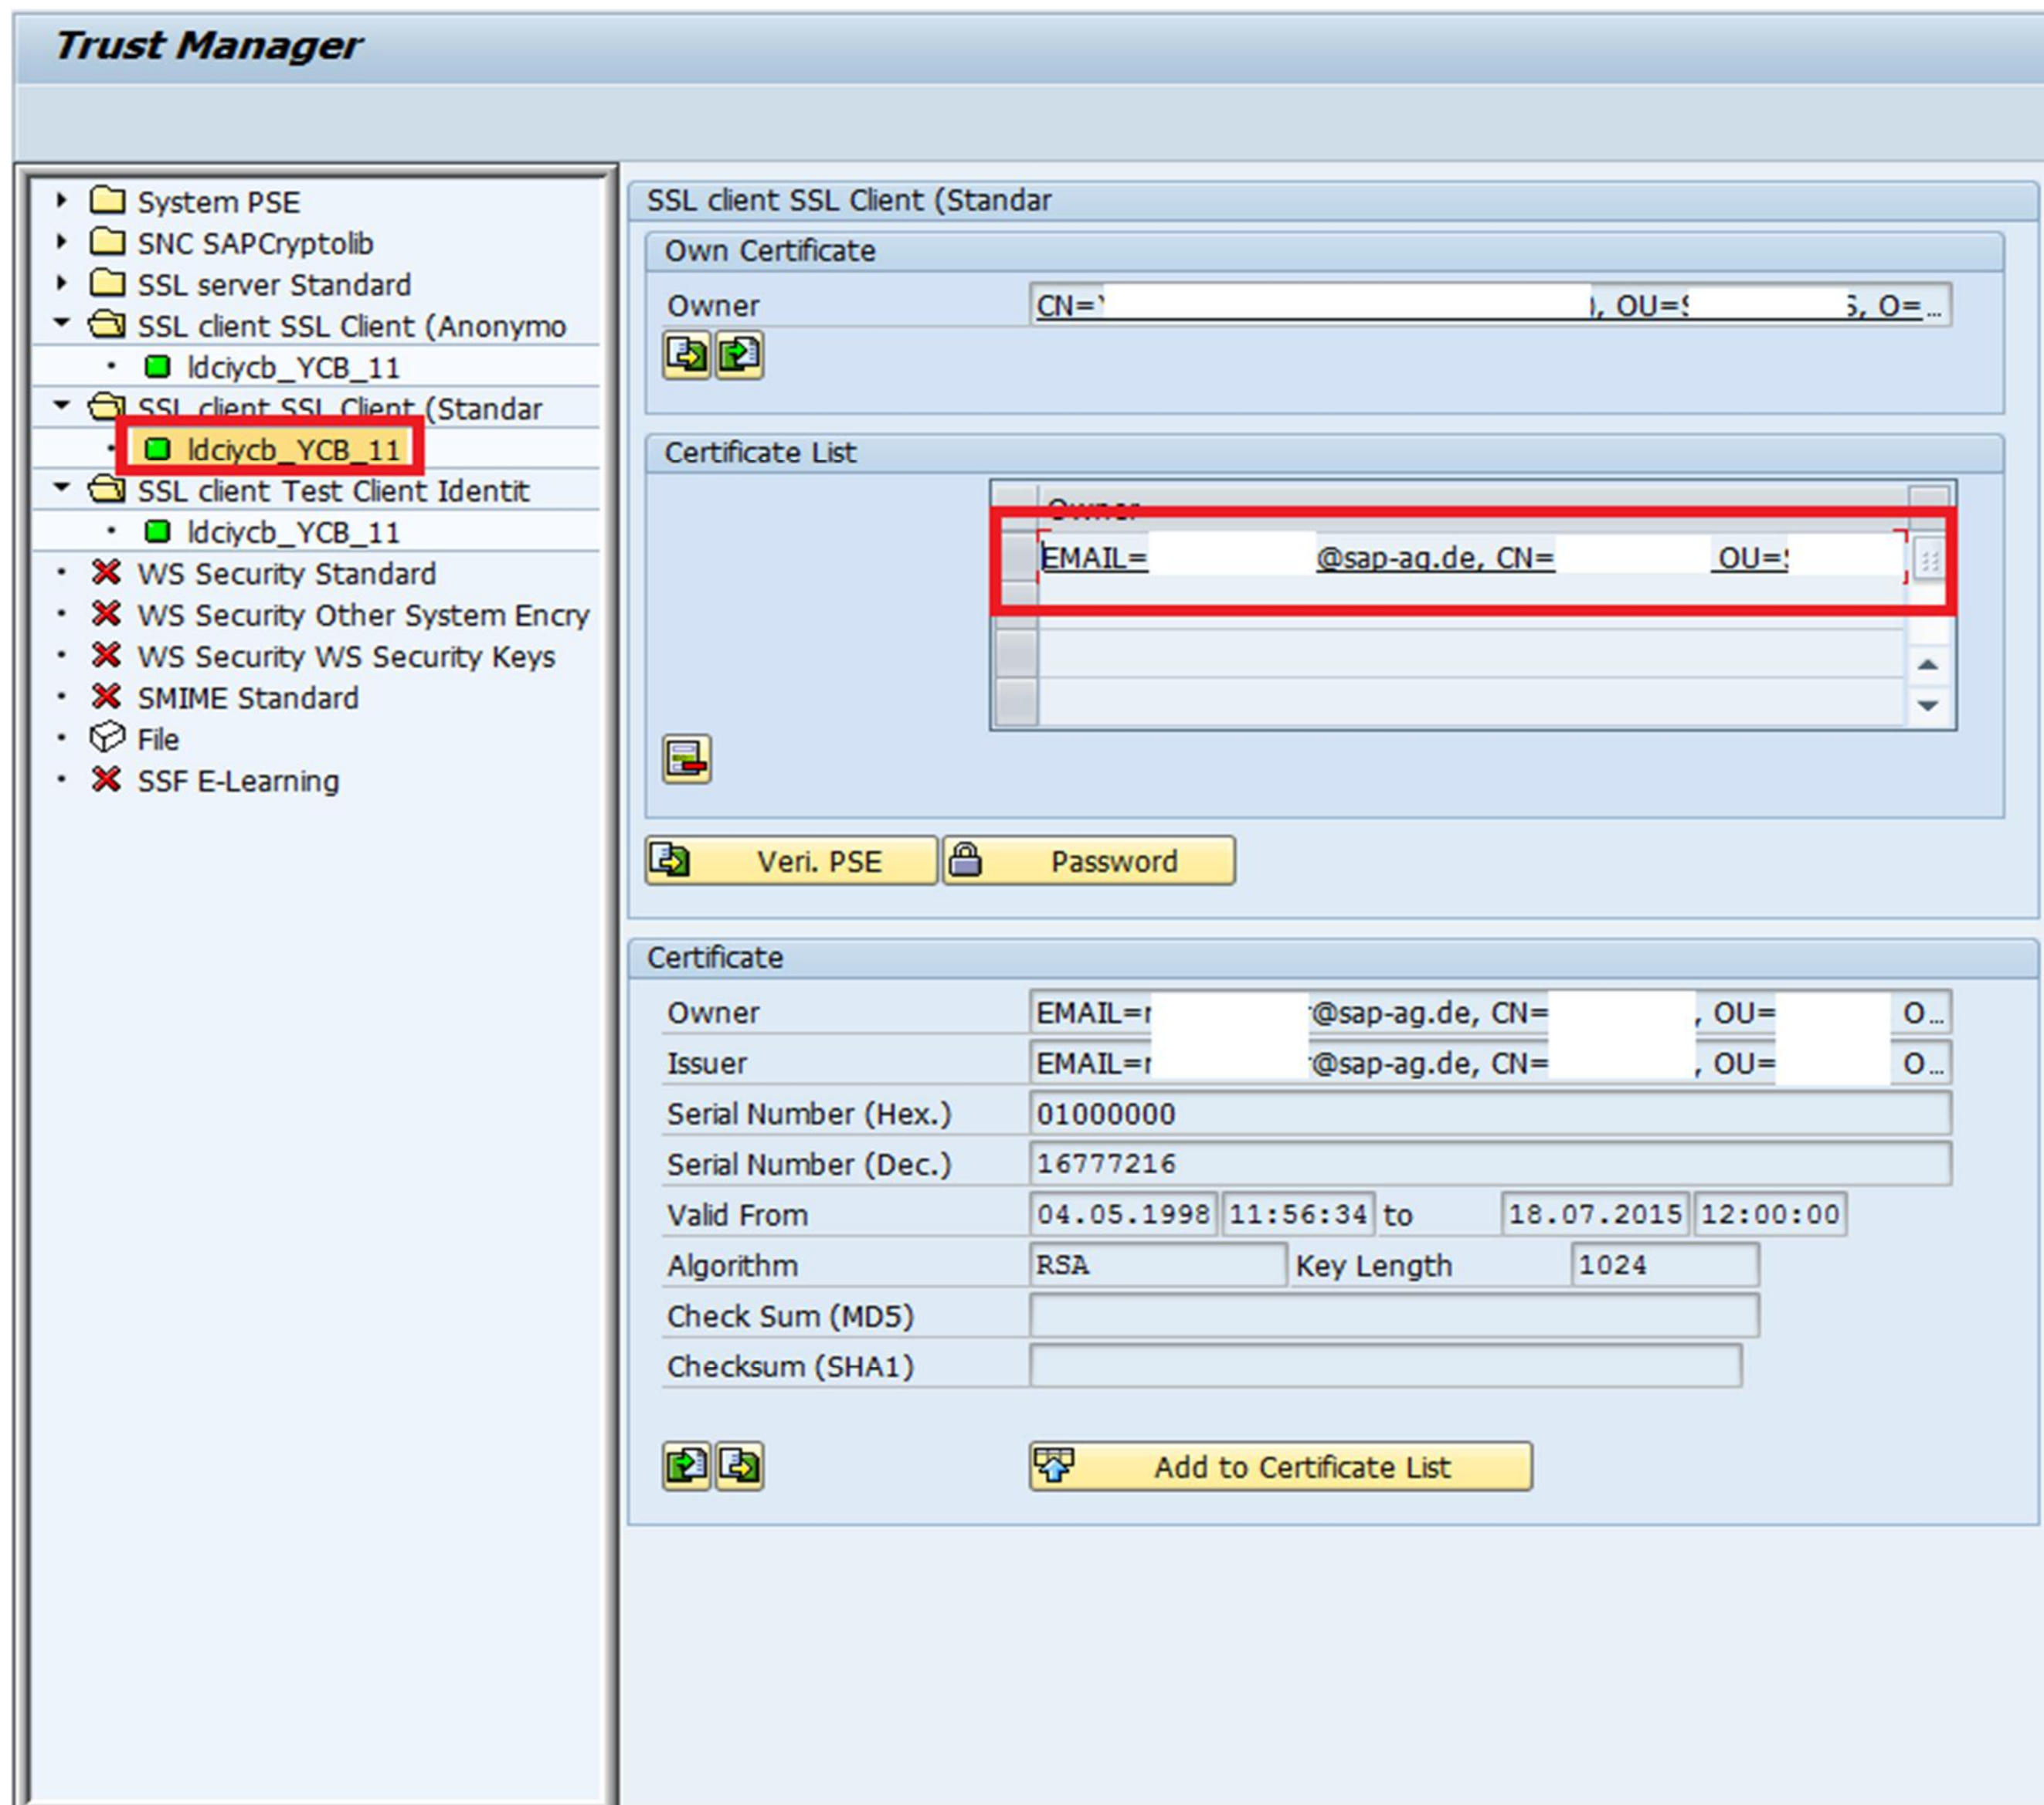 Trust Manager
System PSE
SNC SAPCryptolib
SSL server Standard
SSL client SSL Client (Anonymo
ldciycb_YCB_11
SSL client SSL Client (Standar
ldciycb_YCB_11
SSL client Test Client Identit
ldciycb_YCB_11
WS Security Standard
WS Security Other System Encry
WS Security WS Security Keys
SMIME Standard
File
SSF E-Learning
SSL client SSL Client (Standar
Own Certificate
Owner CN= ), OU= S, O=...
Certificate List
Owner
EMAIL= @sap-ag.de, CN= OU=
Veri. PSE
Password
Certificate
Owner EMAIL=r r@sap-ag.de, CN= , OU= O...
Issuer EMAIL=r r@sap-ag.de, CN= , OU= O...
Serial Number (Hex.) 01000000
Serial Number (Dec.) 16777216
Valid From 04.05.1998 11:56:34 to 18.07.2015 12:00:00
Algorithm RSA Key Length 1024
Check Sum (MD5)
Checksum (SHA1)
Add to Certificate List